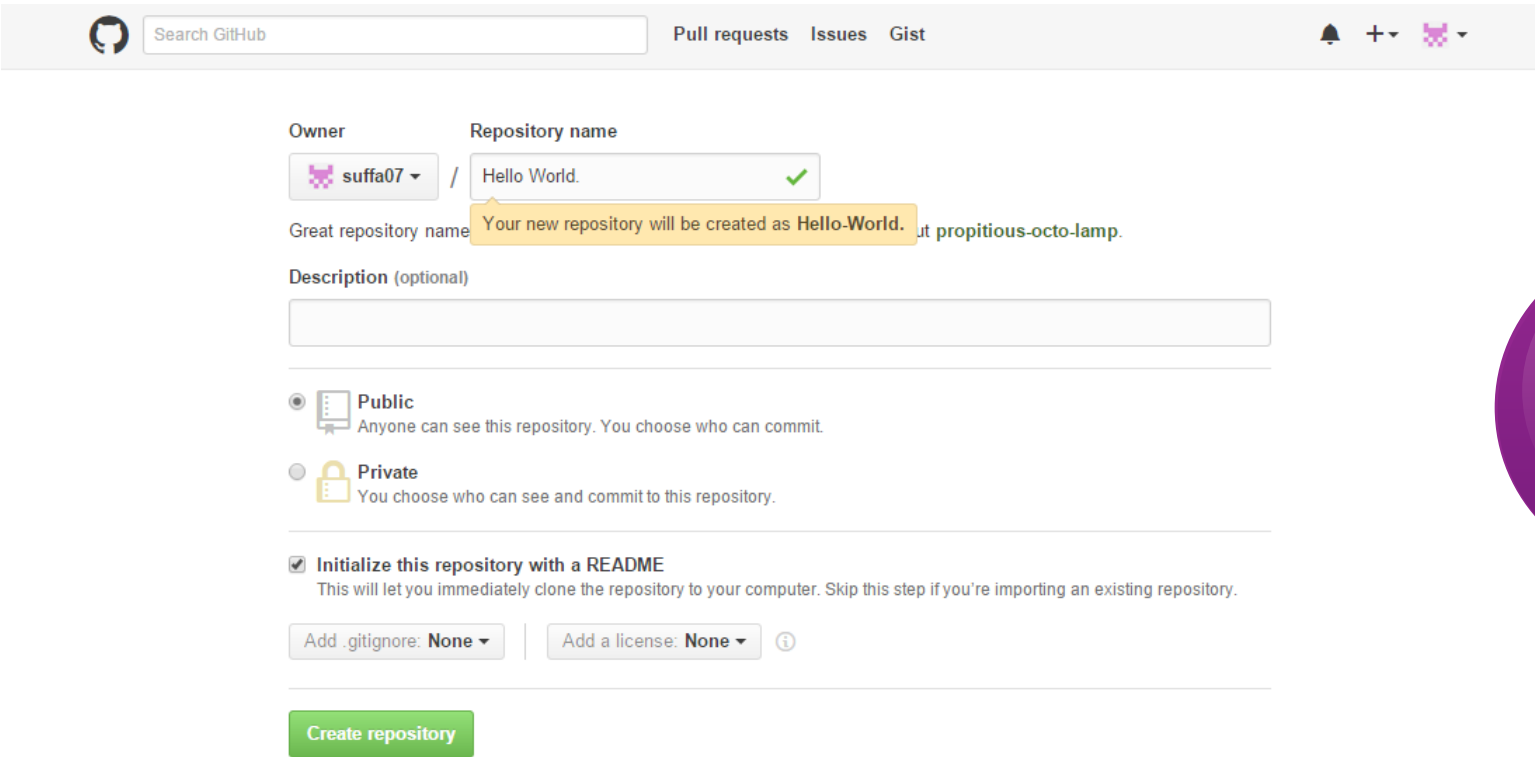 Search GitHub Pull requests Issues Gist
Owner Repository name
suffa07 / Hello World.
Your new repository will be created as Hello-World.
Great repository name propitious-octo-lamp.
Description (optional)
Public
Anyone can see this repository. You choose who can commit.
Private
You choose who can see and commit to this repository.
Initialize this repository with a README
This will let you immediately clone the repository to your computer. Skip this step if you’re importing an existing repository.
Add .gitignore: None Add a license: None
Create repository